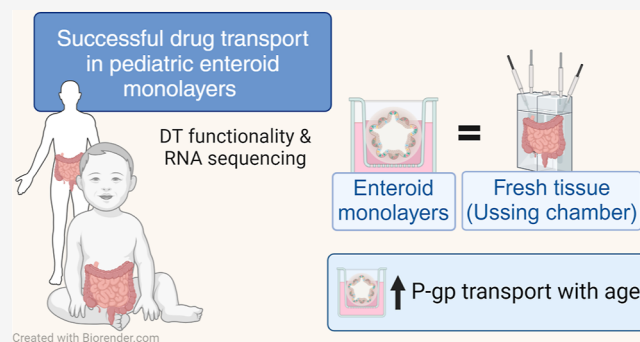 Successful drug transport
in pediatric enteroid
monolayers
DT functionality &
RNA sequencing
=
Enteroid
monolayers
Fresh tissue
(Ussing chamber)
P-gp transport with age
Created with Biorender.com